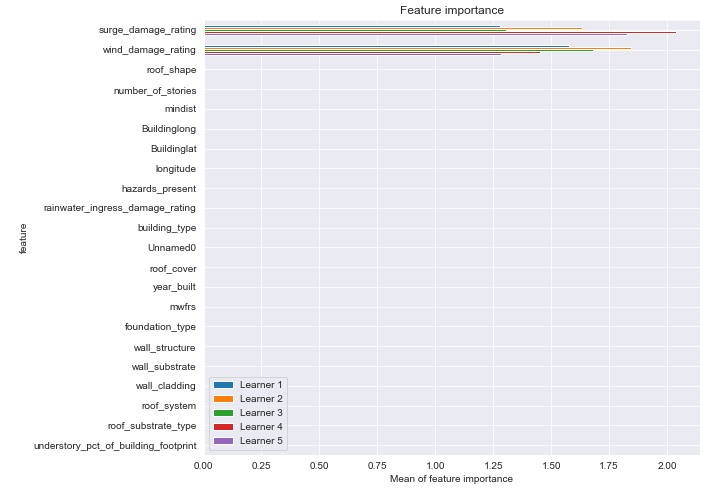 Feature importance
surge_damage_rating
wind_damage_rating
roof_shape
number_of_stories
mindist
Buildinglong
Buildinglat
longitude
hazards_present
rainwater_ingress_damage_rating
building_type
Unnamed0
roof_cover
year_built
mwfrs
foundation_type
wall_structure
wall_substrate
wall_cladding
roof_system
roof_substrate_type
understory_pct_of_building_footprint
feature
Learner 1
Learner 2
Learner 3
Learner 4
Learner 5
0.00 0.25 0.50 0.75 1.00 1.25 1.50 1.75 2.00
Mean of feature importance